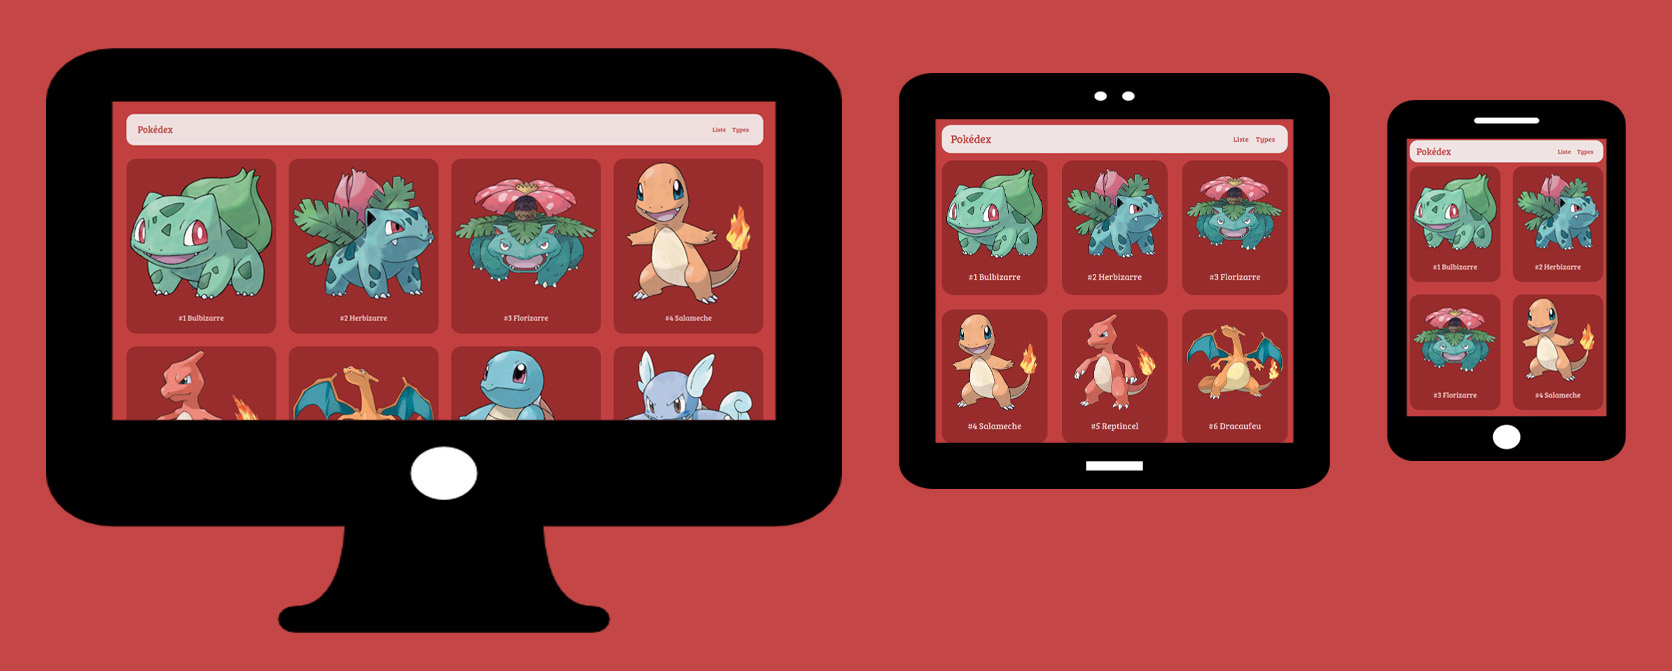 Pokédex
Liste Types
#1 Bulbizarre
#2 Herbizarre
#3 Florizarre
#4 Salameche
Pokédex
Liste Types
#1 Bulbizarre
#2 Herbizarre
#3 Florizarre
#4 Salameche
#5 Reptincel
#6 Dracaufeu
Pokédex
Liste Types
#1 Bulbizarre
#2 Herbizarre
#3 Florizarre
#4 Salameche